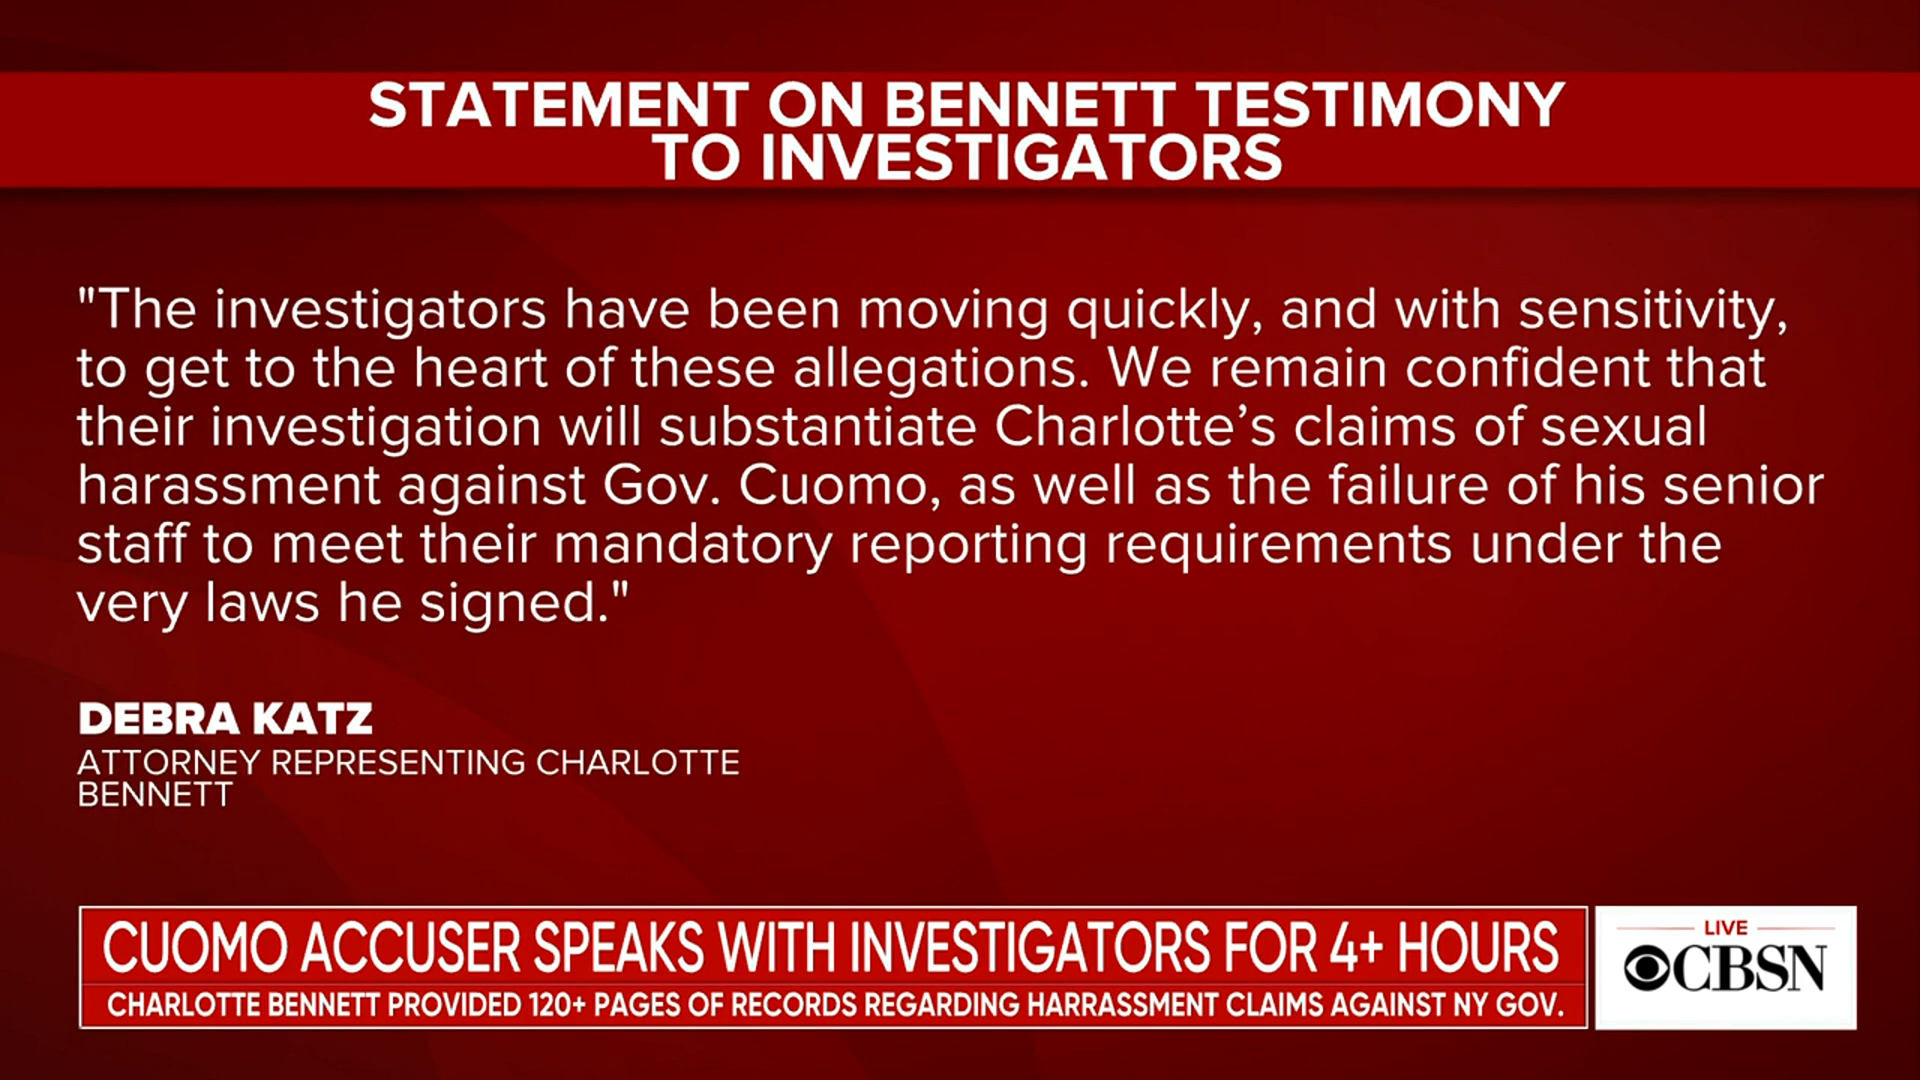 STATEMENT ON BENNETT TESTIMONY
TO INVESTIGATORS
"The investigators have been moving quickly, and with sensitivity,
to get to the heart of these allegations. We remain confident that
their investigation will substantiate Charlotte’s claims of sexual
harassment against Gov. Cuomo, as well as the failure of his senior
staff to meet their mandatory reporting requirements under the
very laws he signed."
DEBRA KATZ
ATTORNEY REPRESENTING CHARLOTTE
BENNETT
CUOMO ACCUSER SPEAKS WITH INVESTIGATORS FOR 4+ HOURS
CHARLOTTE BENNETT PROVIDED 120+ PAGES OF RECORDS REGARDING HARRASSMENT CLAIMS AGAINST NY GOV.
LIVE
CBSN